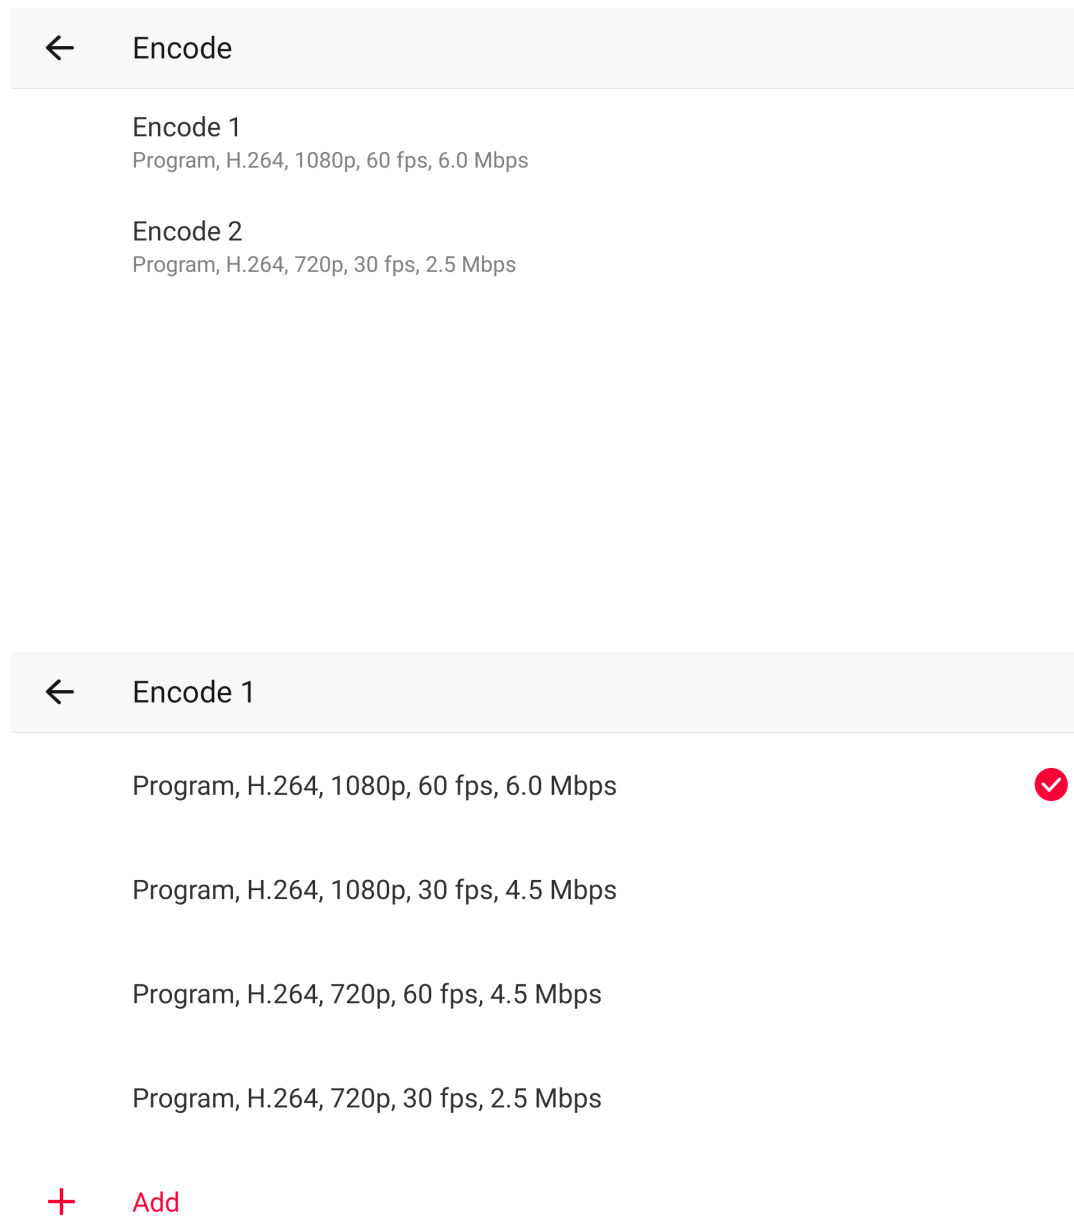 Encode
Encode 1
Program, H.264, 1080p, 60 fps, 6.0 Mbps
Encode 2
Program, H.264, 720p, 30 fps, 2.5 Mbps
Encode 1
Program, H.264, 1080p, 60 fps, 6.0 Mbps
Program, H.264, 1080p, 30 fps, 4.5 Mbps
Program, H.264, 720p, 60 fps, 4.5 Mbps
Program, H.264, 720p, 30 fps, 2.5 Mbps
Add